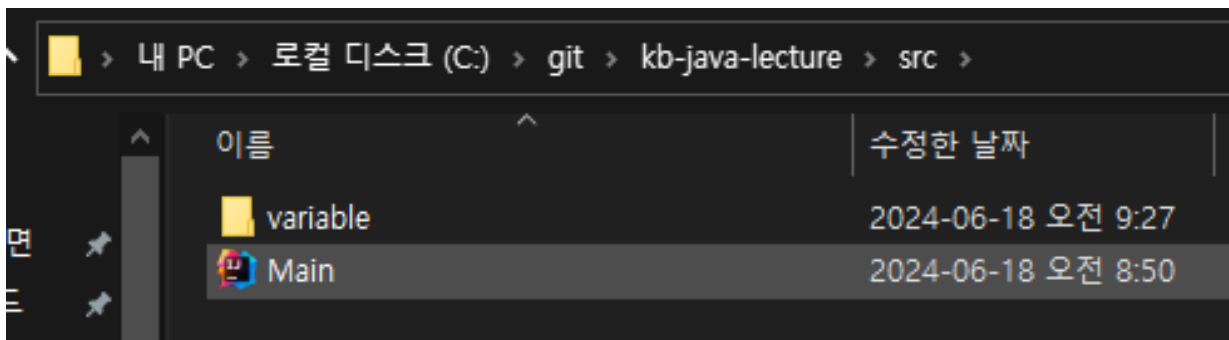 내 PC > 로컬 디스크 (C:) > git > kb-java-lecture > src >
이름 수정한 날짜
variable 2024-06-18 오전 9:27
면
Main 2024-06-18 오전 8:50
드